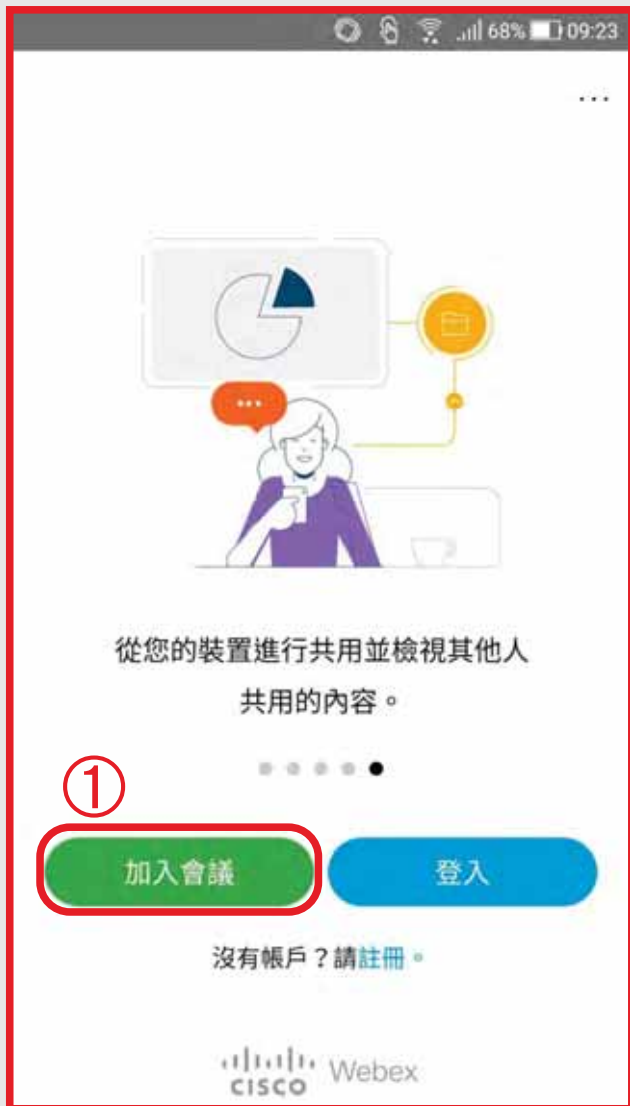 68% 09:23
...
從您的裝置進行共用並檢視其他人
共用的內容。
①
加入會議
登入
沒有帳戶？請註冊。
CISCO Webex